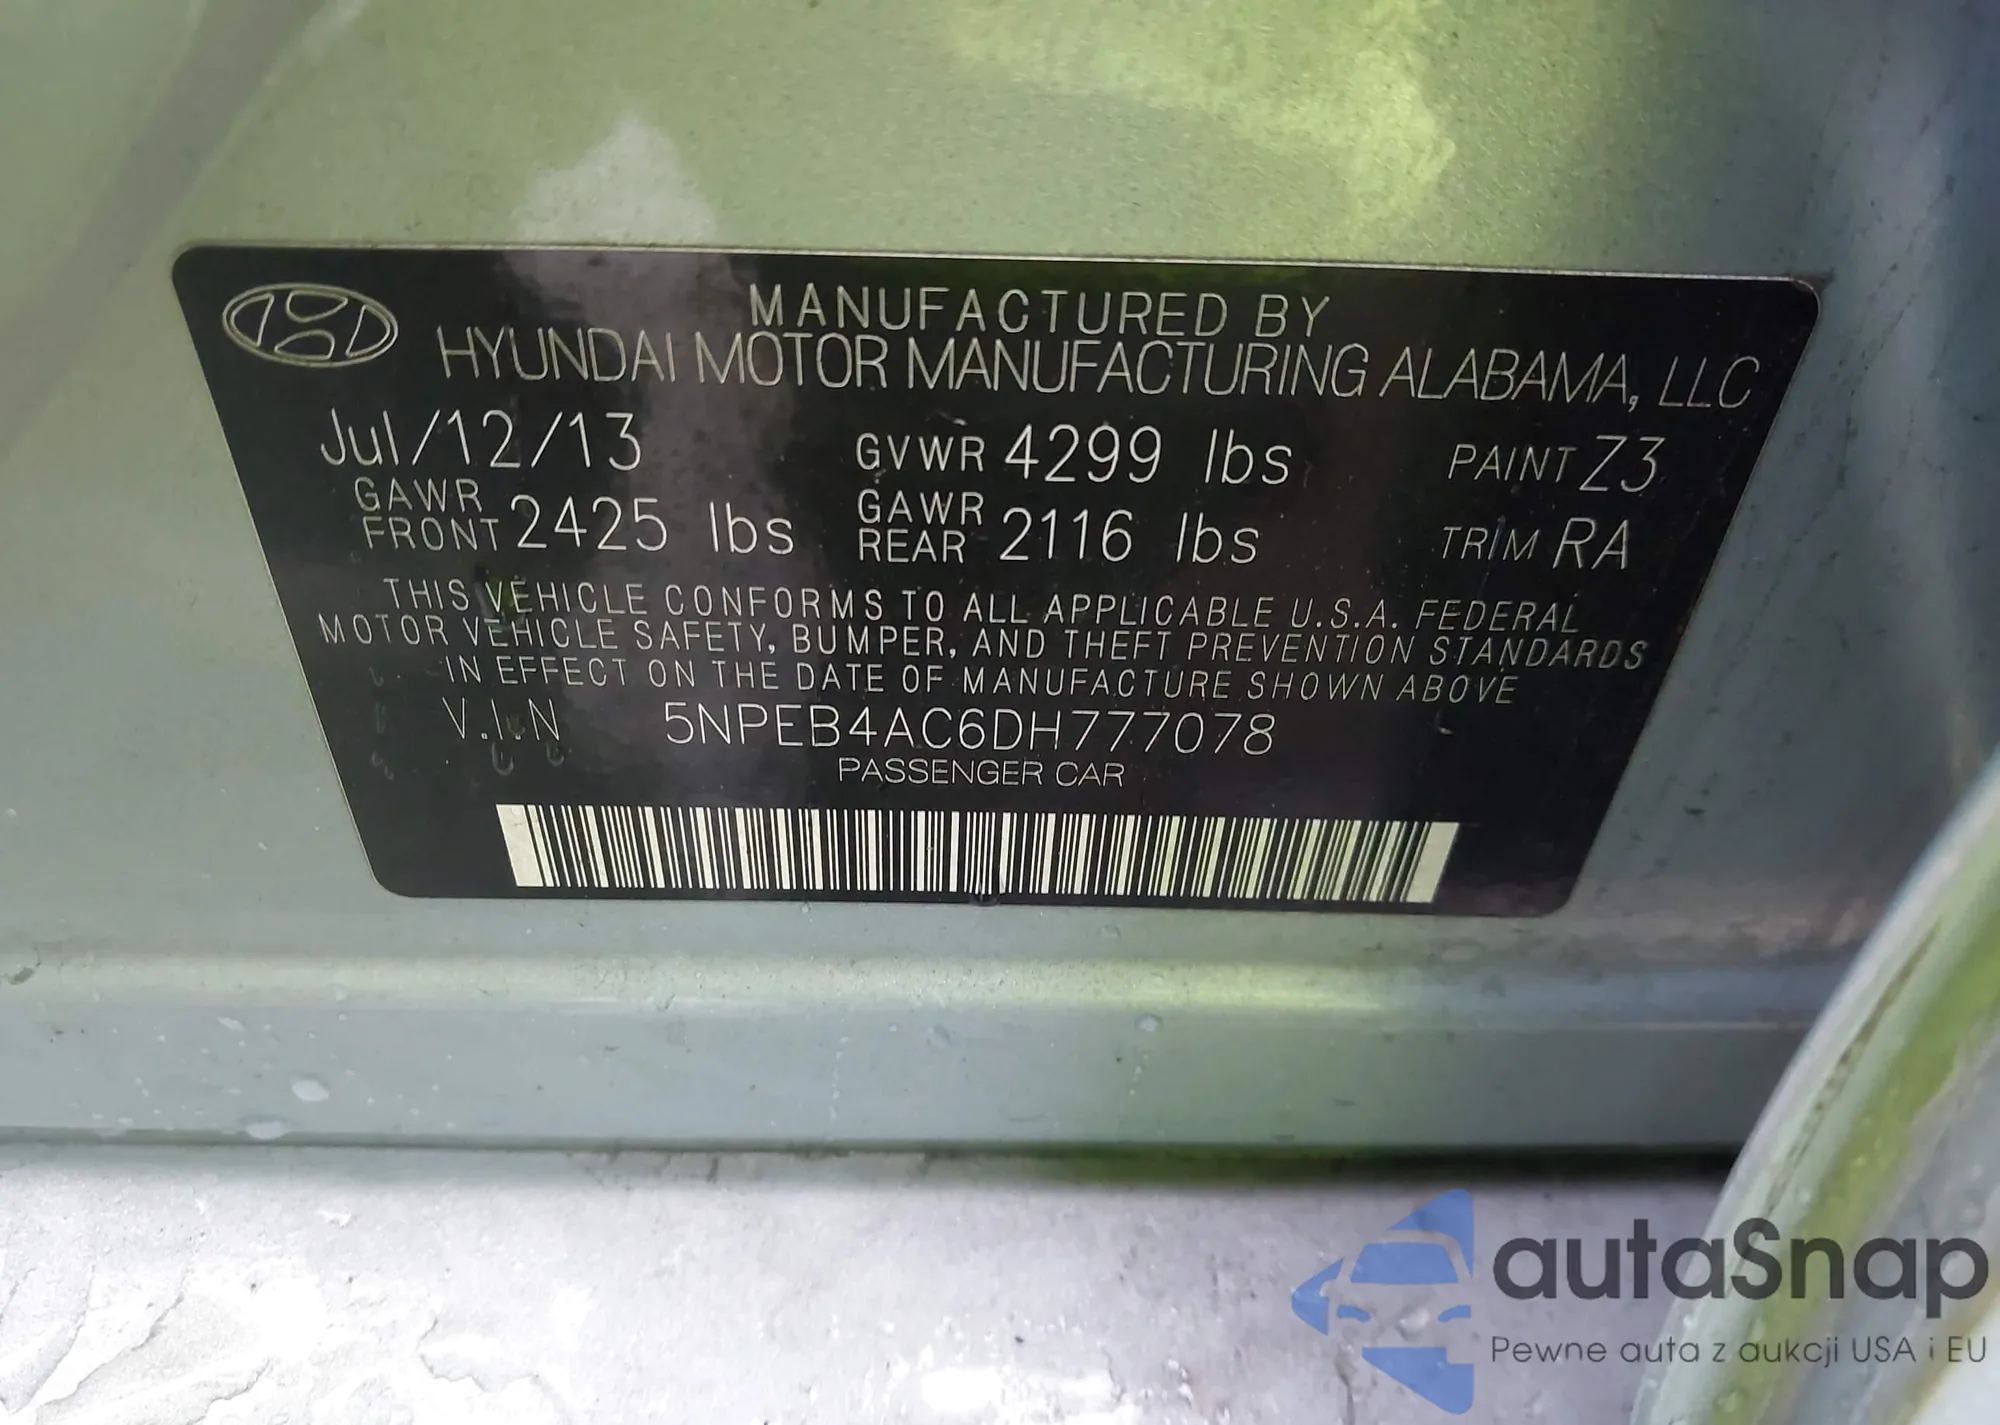 MANUFACTURED BY
HYUNDAI MOTOR MANUFACTURING ALABAMA, LLC
Jul/12/13 GVWR 4299 lbs PAINT Z3
GAWR FRONT 2425 lbs GAWR REAR 2116 lbs TRIM RA
THIS VEHICLE CONFORMS TO ALL APPLICABLE U.S.A. FEDERAL
MOTOR VEHICLE SAFETY, BUMPER, AND THEFT PREVENTION STANDARDS
IN EFFECT ON THE DATE OF MANUFACTURE SHOWN ABOVE
V.I.N 5NPEB4AC6DH777078
PASSENGER CAR
autaSnap
Pewne auta z aukcji USA i EU